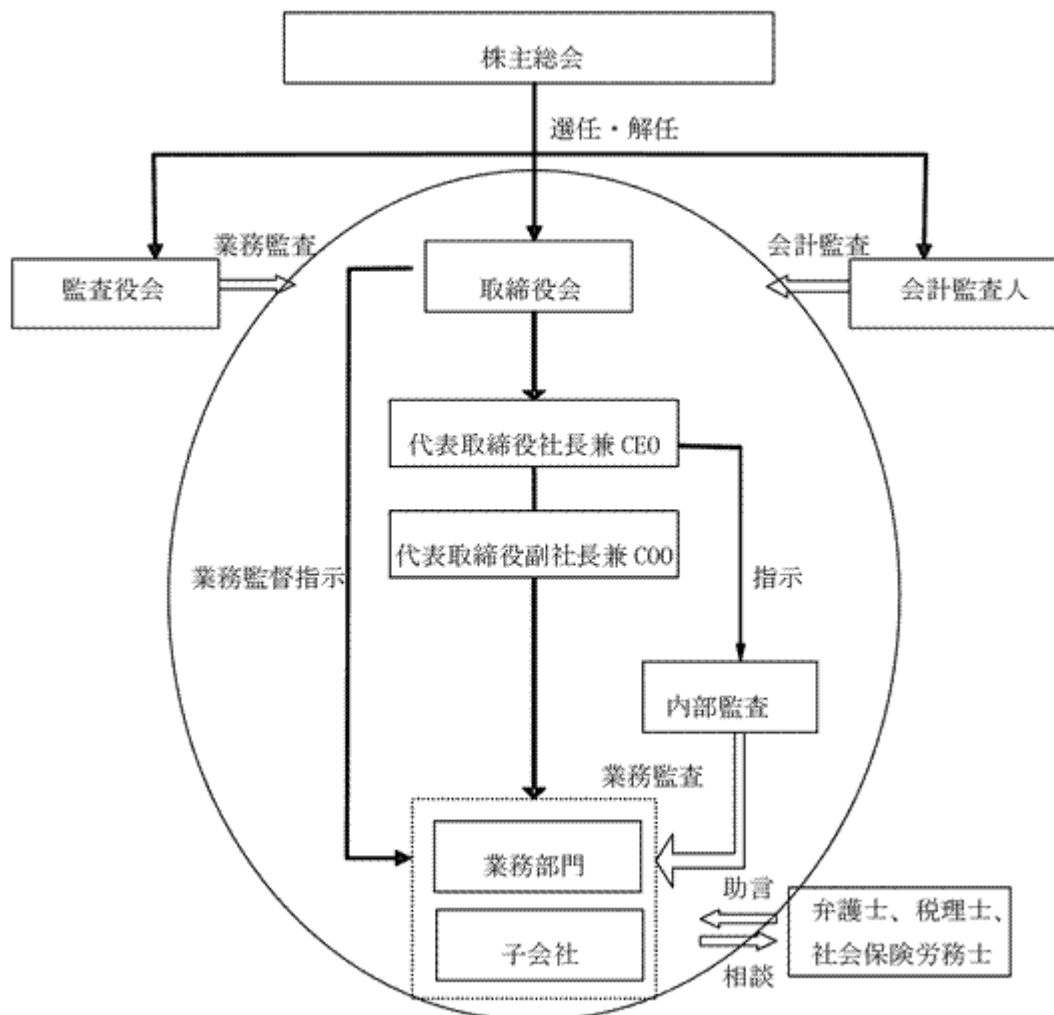 株主総会
選任・解任
業務監査
会計監査
監査役会
取締役会
会計監査人
代表取締役社長兼 CEO
代表取締役副社長兼 COO
業務監督指示
指示
内部監査
業務監査
業務部門
助言
弁護士、税理士、
社会保険労務士
子会社
相談